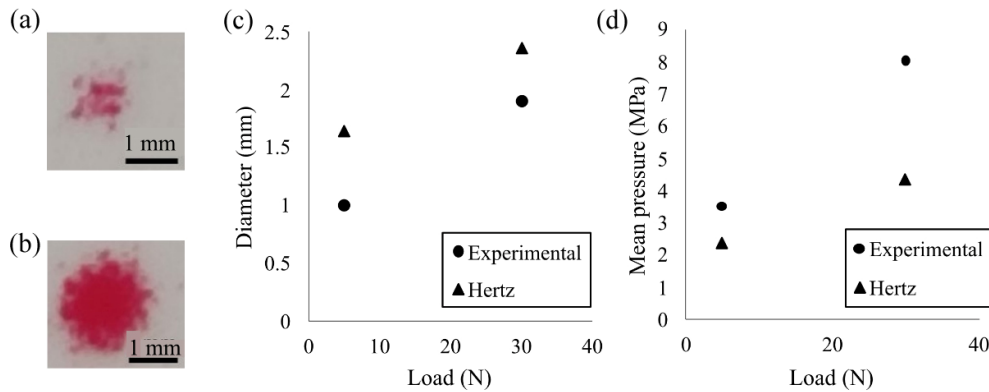 (a)
1 mm
(b)
1 mm
(c)
Diameter (mm)
2.5
2
1.5
1
0.5
0
0
10
20
30
40
Load (N)
Experimental
Hertz
(d)
Mean pressure (MPa)
9
8
7
6
5
4
3
2
1
0
0
20
40
Load (N)
Experimental
Hertz